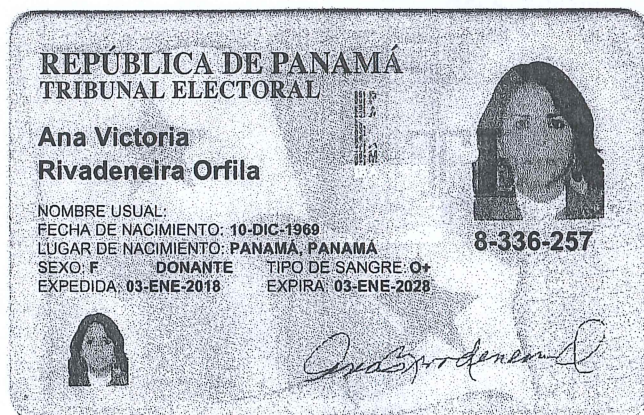 REPÚBLICA DE PANAMÁ
TRIBUNAL ELECTORAL
Ana Victoria
Rivadeneira Orfila
NOMBRE USUAL:
FECHA DE NACIMIENTO: 10-DIC-1969
LUGAR DE NACIMIENTO: PANAMÁ, PANAMÁ
SEXO: F DONANTE TIPO DE SANGRE: O+
EXPEDIDA: 03-ENE-2018 EXPIRA: 03-ENE-2028
8-336-257